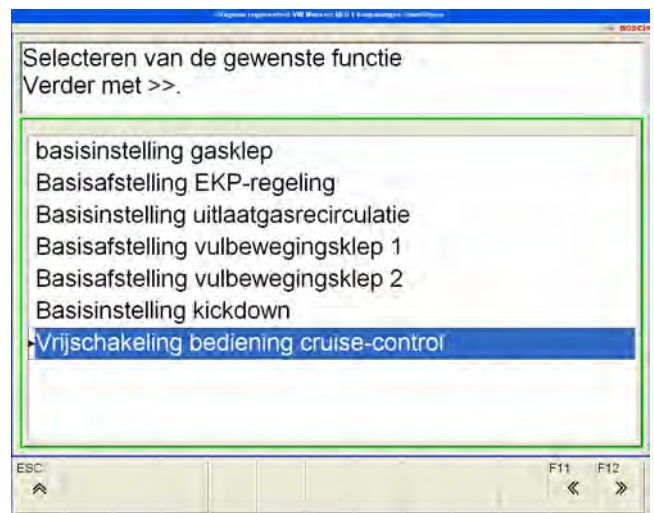 BOSCH
Selecteren van de gewenste functie
Verder met >>.
basisinstelling gasklep
Basisafstelling EKP-regeling
Basisinstelling uitlaatgasrecirculatie
Basisafstelling vulbewegingsklep 1
Basisafstelling vulbewegingsklep 2
Basisinstelling kickdown
Vrijschakeling bediening cruise-control
ESC F11 F12